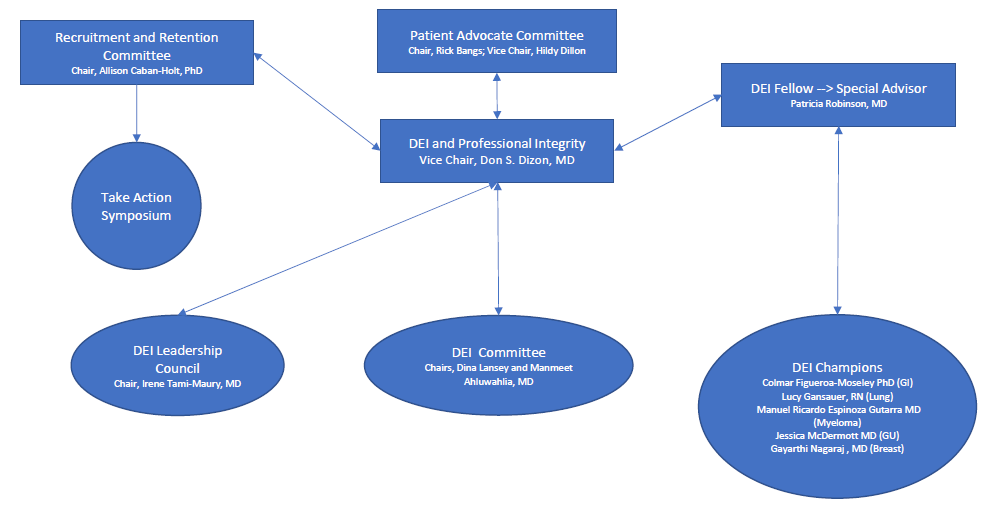 Recruitment and Retention
Committee
Chair, Allison Caban-Holt, PhD
Patient Advocate Committee
Chair, Rick Bangs; Vice Chair, Hildy Dillon
DEI Fellow --> Special Advisor
Patricia Robinson, MD
DEI and Professional Integrity
Vice Chair, Don S. Dizon, MD
Take Action
Symposium
DEI Leadership
Council
Chair, Irene Tami-Maury, MD
DEI Committee
Chairs, Dina Lansey and Manmeet
Ahluwahlia, MD
DEI Champions
Colmar Figueroa-Moseley PhD (GI)
Lucy Gansauer, RN (Lung)
Manuel Ricardo Espinoza Gutarra MD
(Myeloma)
Jessica McDermott MD (GU)
Gayarthi Nagaraj , MD (Breast)